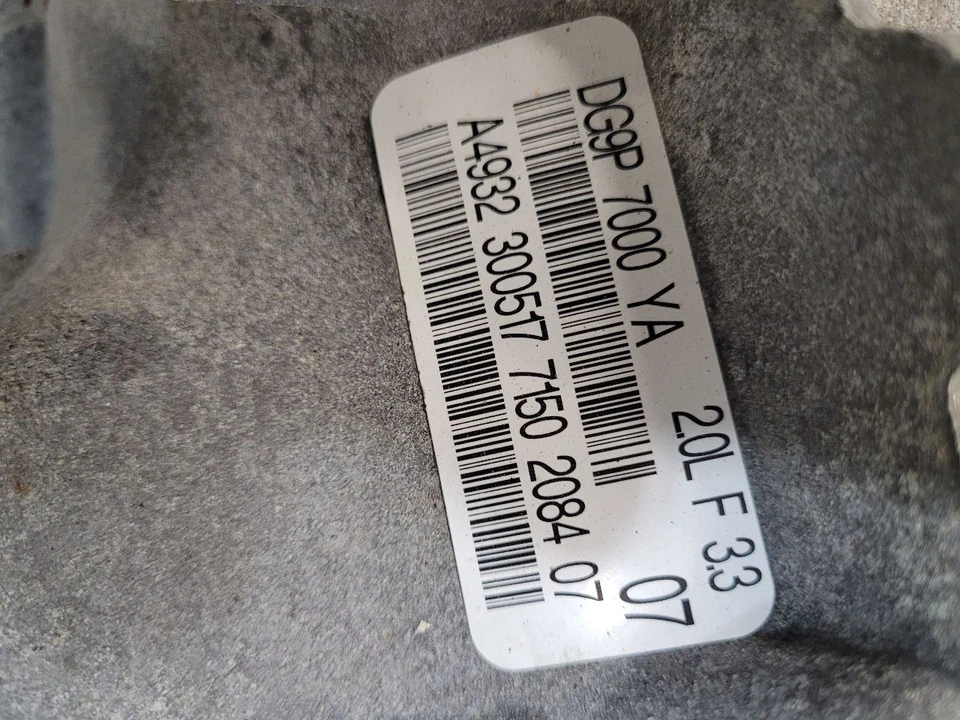 DG9P 7000 YA 2.0L F 3.3
07
A4932 300517 7150 2084 07